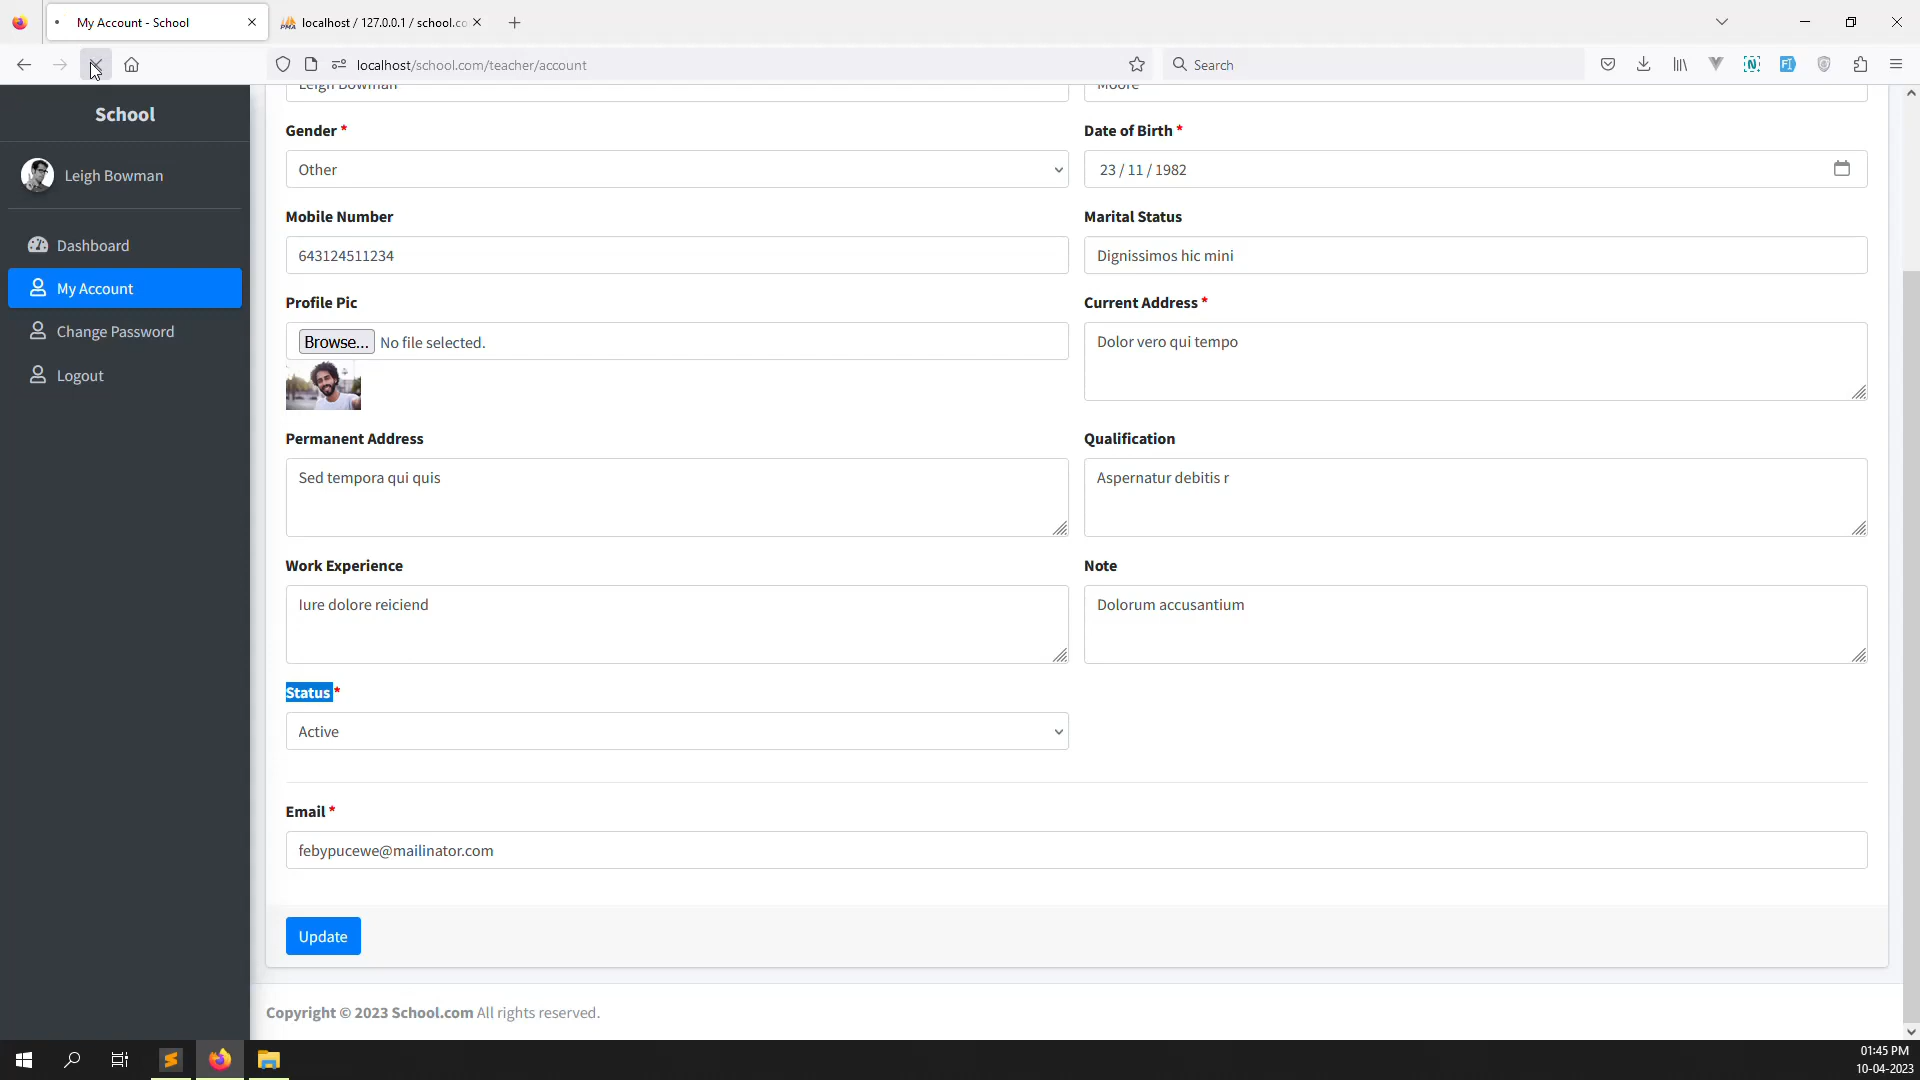 My Account - School
localhost / 127.0.0.1 / school.co
localhost/school.com/teacher/account
Search
School
Leigh Bowman
Dashboard
My Account
Change Password
Logout
Leigh Bowman
Moore
Gender *
Date of Birth *
Other
23 / 11 / 1982
Mobile Number
Marital Status
643124511234
Dignissimos hic mini
Profile Pic
Current Address *
Browse... No file selected.
Dolor vero qui tempo
Permanent Address
Qualification
Sed tempora qui quis
Aspernatur debitis r
Work Experience
Note
Iure dolore reiciend
Dolorum accusantium
Status *
Active
Email *
febypucewe@mailinator.com
Update
Copyright © 2023 School.com All rights reserved.
01:45 PM
10-04-2023